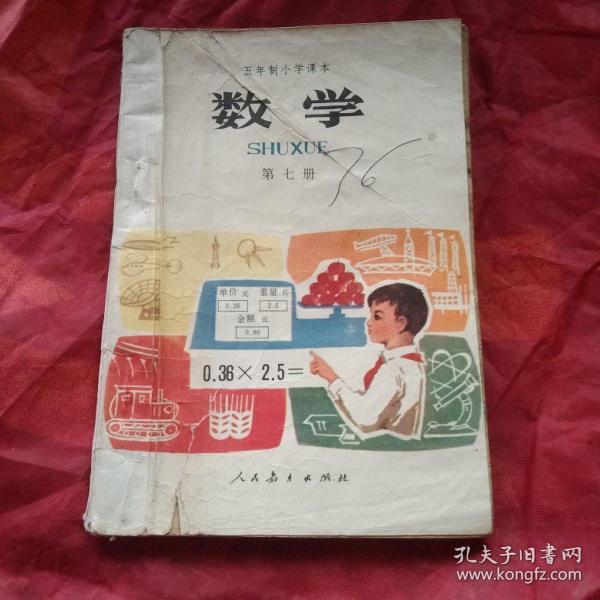 五年制小学课本
数学
SHUXUE
第七册
76
单价 元 重量 斤
0.36 2.5
金额 元
0.90
0.36×2.5=
人民教育出版社
孔夫子旧书网
www.kongfz.com